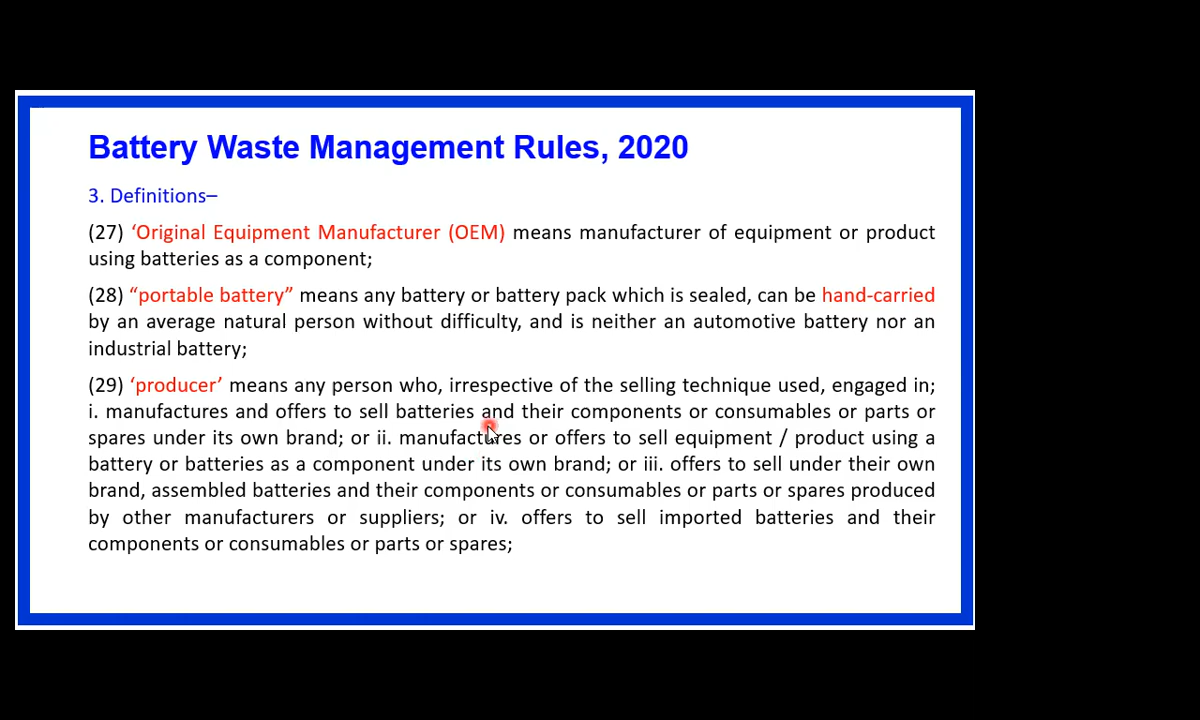 Battery Waste Management Rules, 2020
3. Definitions–
(27) ‘Original Equipment Manufacturer (OEM) means manufacturer of equipment or product
using batteries as a component;
(28) “portable battery” means any battery or battery pack which is sealed, can be hand-carried
by an average natural person without difficulty, and is neither an automotive battery nor an
industrial battery;
(29) ‘producer’ means any person who, irrespective of the selling technique used, engaged in;
i. manufactures and offers to sell batteries and their components or consumables or parts or
spares under its own brand; or ii. manufactures or offers to sell equipment / product using a
battery or batteries as a component under its own brand; or iii. offers to sell under their own
brand, assembled batteries and their components or consumables or parts or spares produced
by other manufacturers or suppliers; or iv. offers to sell imported batteries and their
components or consumables or parts or spares;